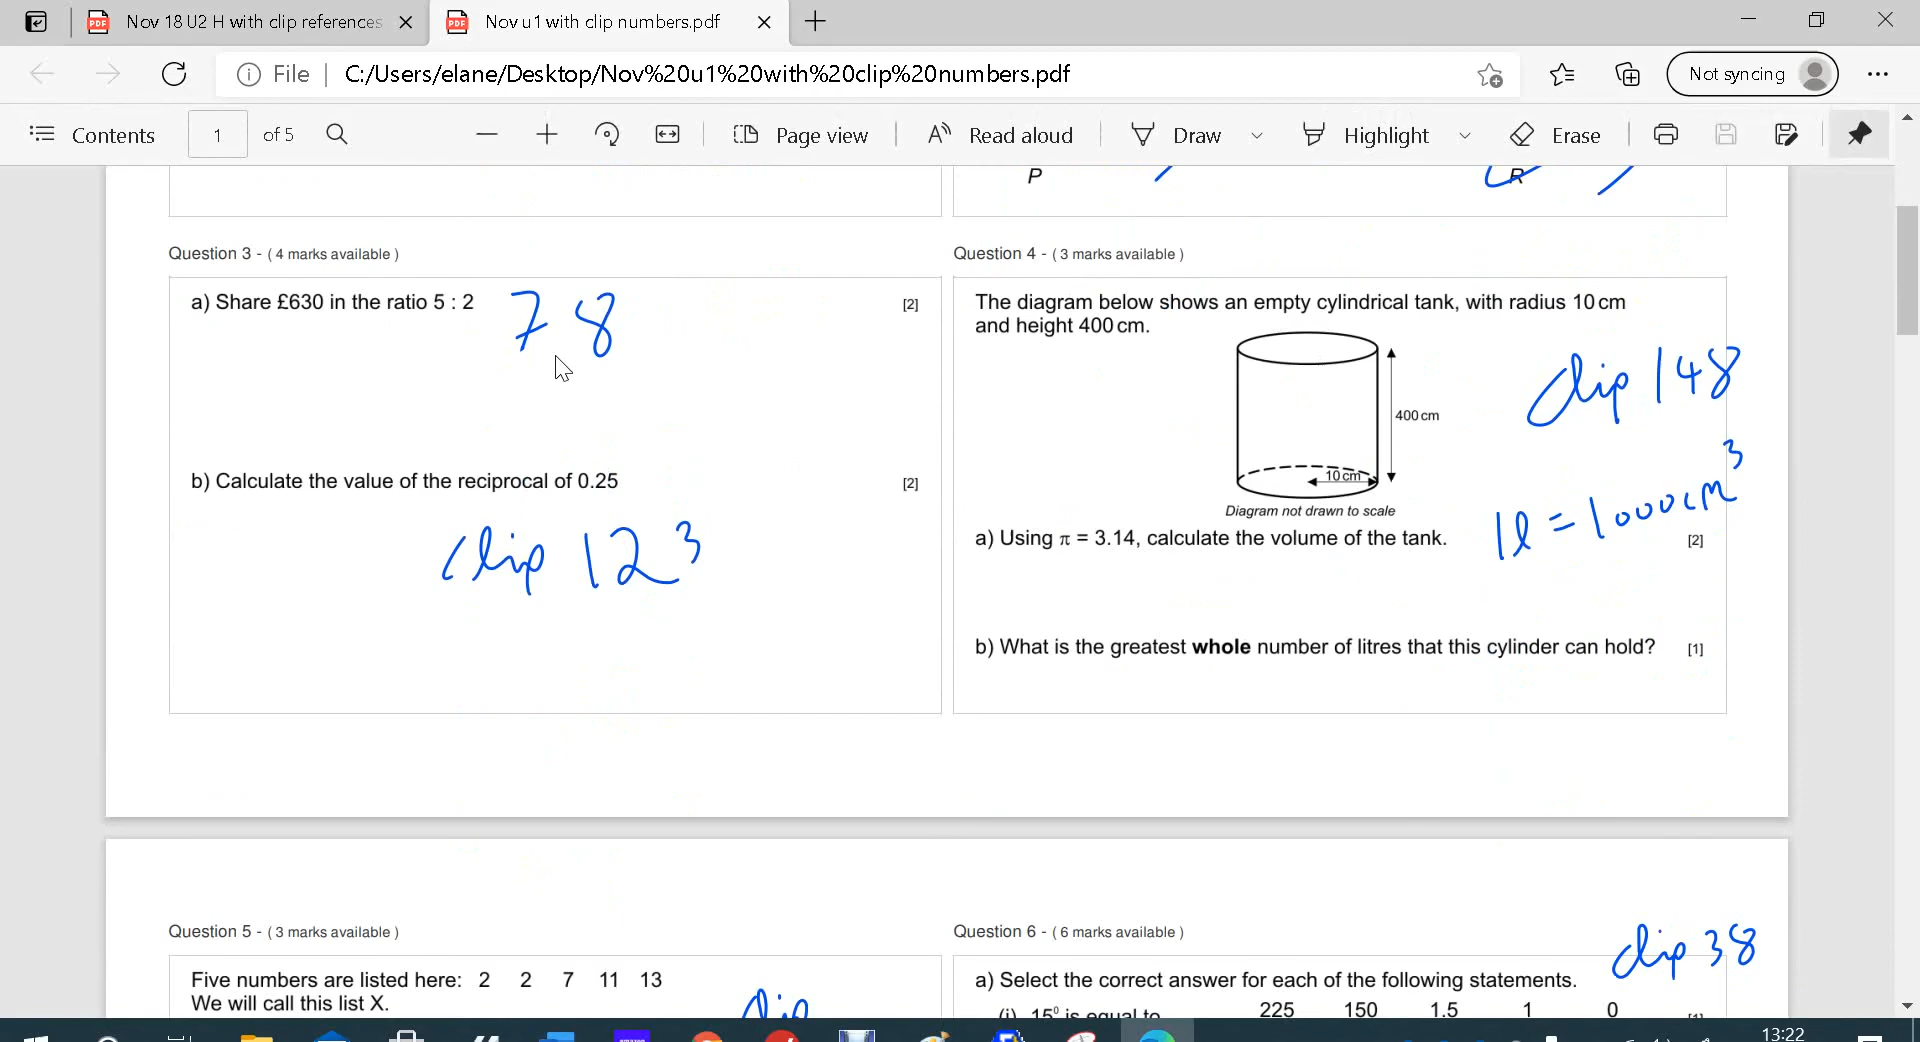 Nov 18 U2 H with clip references
Nov u1 with clip numbers.pdf
File
C:/Users/elane/Desktop/Nov%20u1%20with%20clip%20numbers.pdf
Not syncing
Contents
1
of 5
Page view
Read aloud
Draw
Highlight
Erase
P
R
Question 3 - ( 4 marks available )
a) Share £630 in the ratio 5 : 2
[2]
78
b) Calculate the value of the reciprocal of 0.25
[2]
clip 123
Question 4 - ( 3 marks available )
The diagram below shows an empty cylindrical tank, with radius 10 cm
and height 400 cm.
clip 148
400 cm
10 cm
Diagram not drawn to scale
1l = 1000cm³
a) Using π = 3.14, calculate the volume of the tank.
[2]
b) What is the greatest whole number of litres that this cylinder can hold?
[1]
Question 5 - ( 3 marks available )
Five numbers are listed here: 2 2 7 11 13
We will call this list X.
clip
Question 6 - ( 6 marks available )
clip 38
a) Select the correct answer for each of the following statements.
(i) 15⁰ is equal to 225 150 1.5 1 0
[1]
13:22